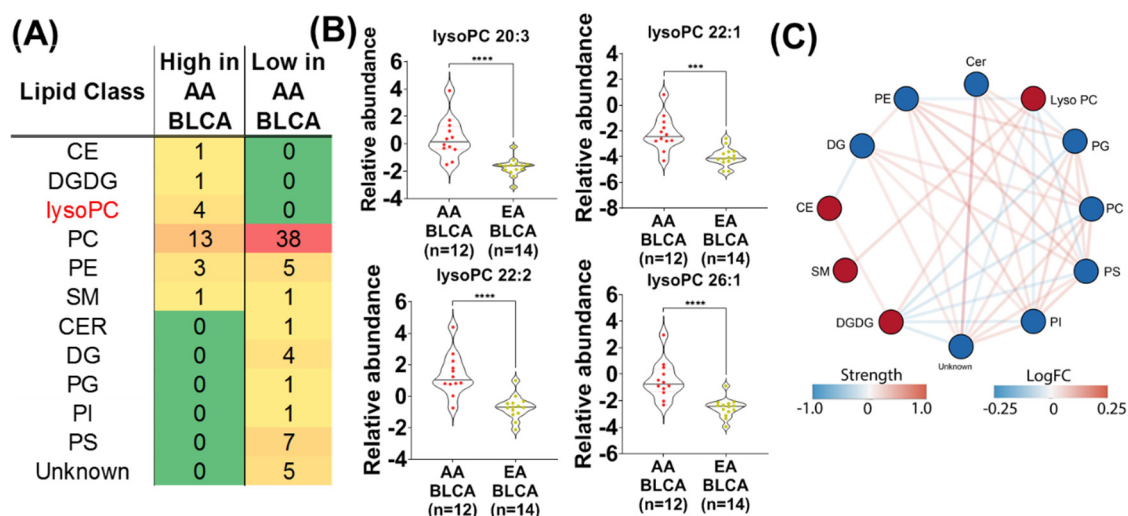 (A)
Lipid Class
High in AA BLCA
Low in AA BLCA
CE 1 0
DGDG 1 0
lysoPC 4 0
PC 13 38
PE 3 5
SM 1 1
CER 0 1
DG 0 4
PG 0 1
PI 0 1
PS 0 7
Unknown 0 5
(B)
lysoPC 20:3
Relative abundance
6
4
2
0
-2
-4
****
AA BLCA (n=12)
EA BLCA (n=14)
lysoPC 22:1
Relative abundance
4
2
0
-2
-4
-6
-8
***
AA BLCA (n=12)
EA BLCA (n=14)
lysoPC 22:2
Relative abundance
6
4
2
0
-2
-4
****
AA BLCA (n=12)
EA BLCA (n=14)
lysoPC 26:1
Relative abundance
6
4
2
0
-2
-4
-6
****
AA BLCA (n=12)
EA BLCA (n=14)
(C)
Cer
Lyso PC
PG
PC
PS
PI
Unknown
DGDG
SM
CE
DG
PE
Strength
-1.0 0 1.0
LogFC
-0.25 0 0.25